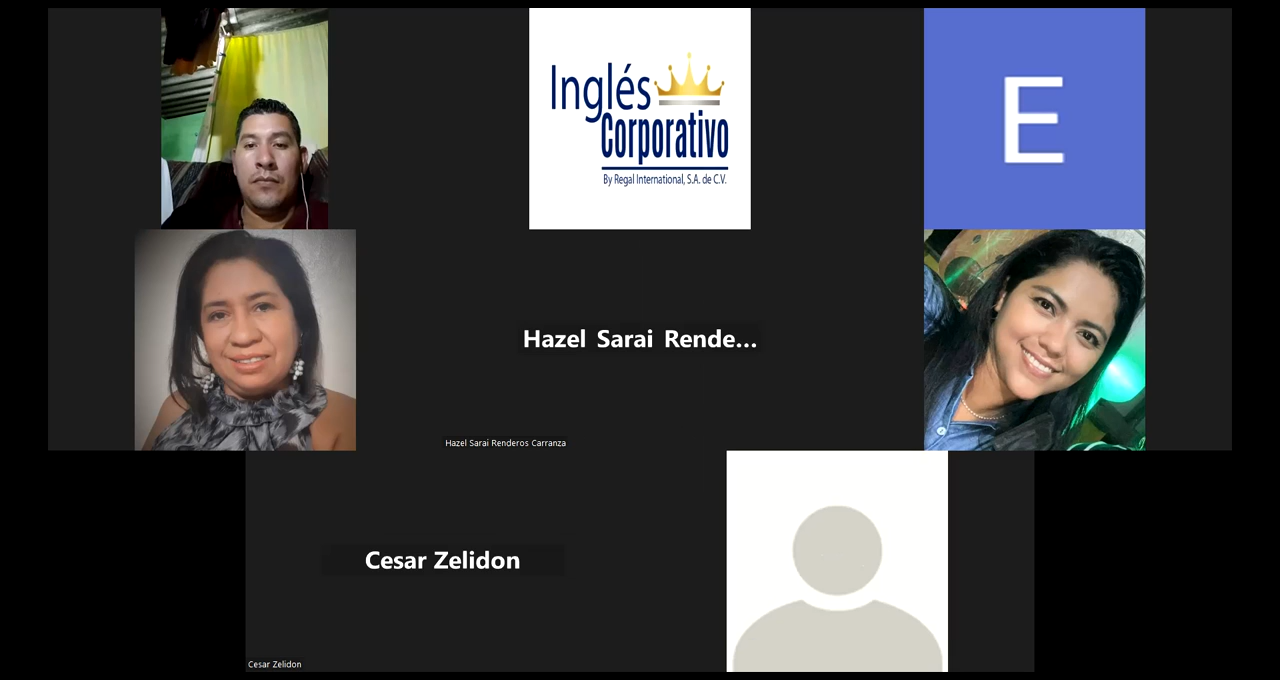 Inglés
Corporativo
By Regal International, S.A. de C.V.
E
Hazel Sarai Rende...
Hazel Sarai Renderos Carranza
Cesar Zelidon
Cesar Zelidon